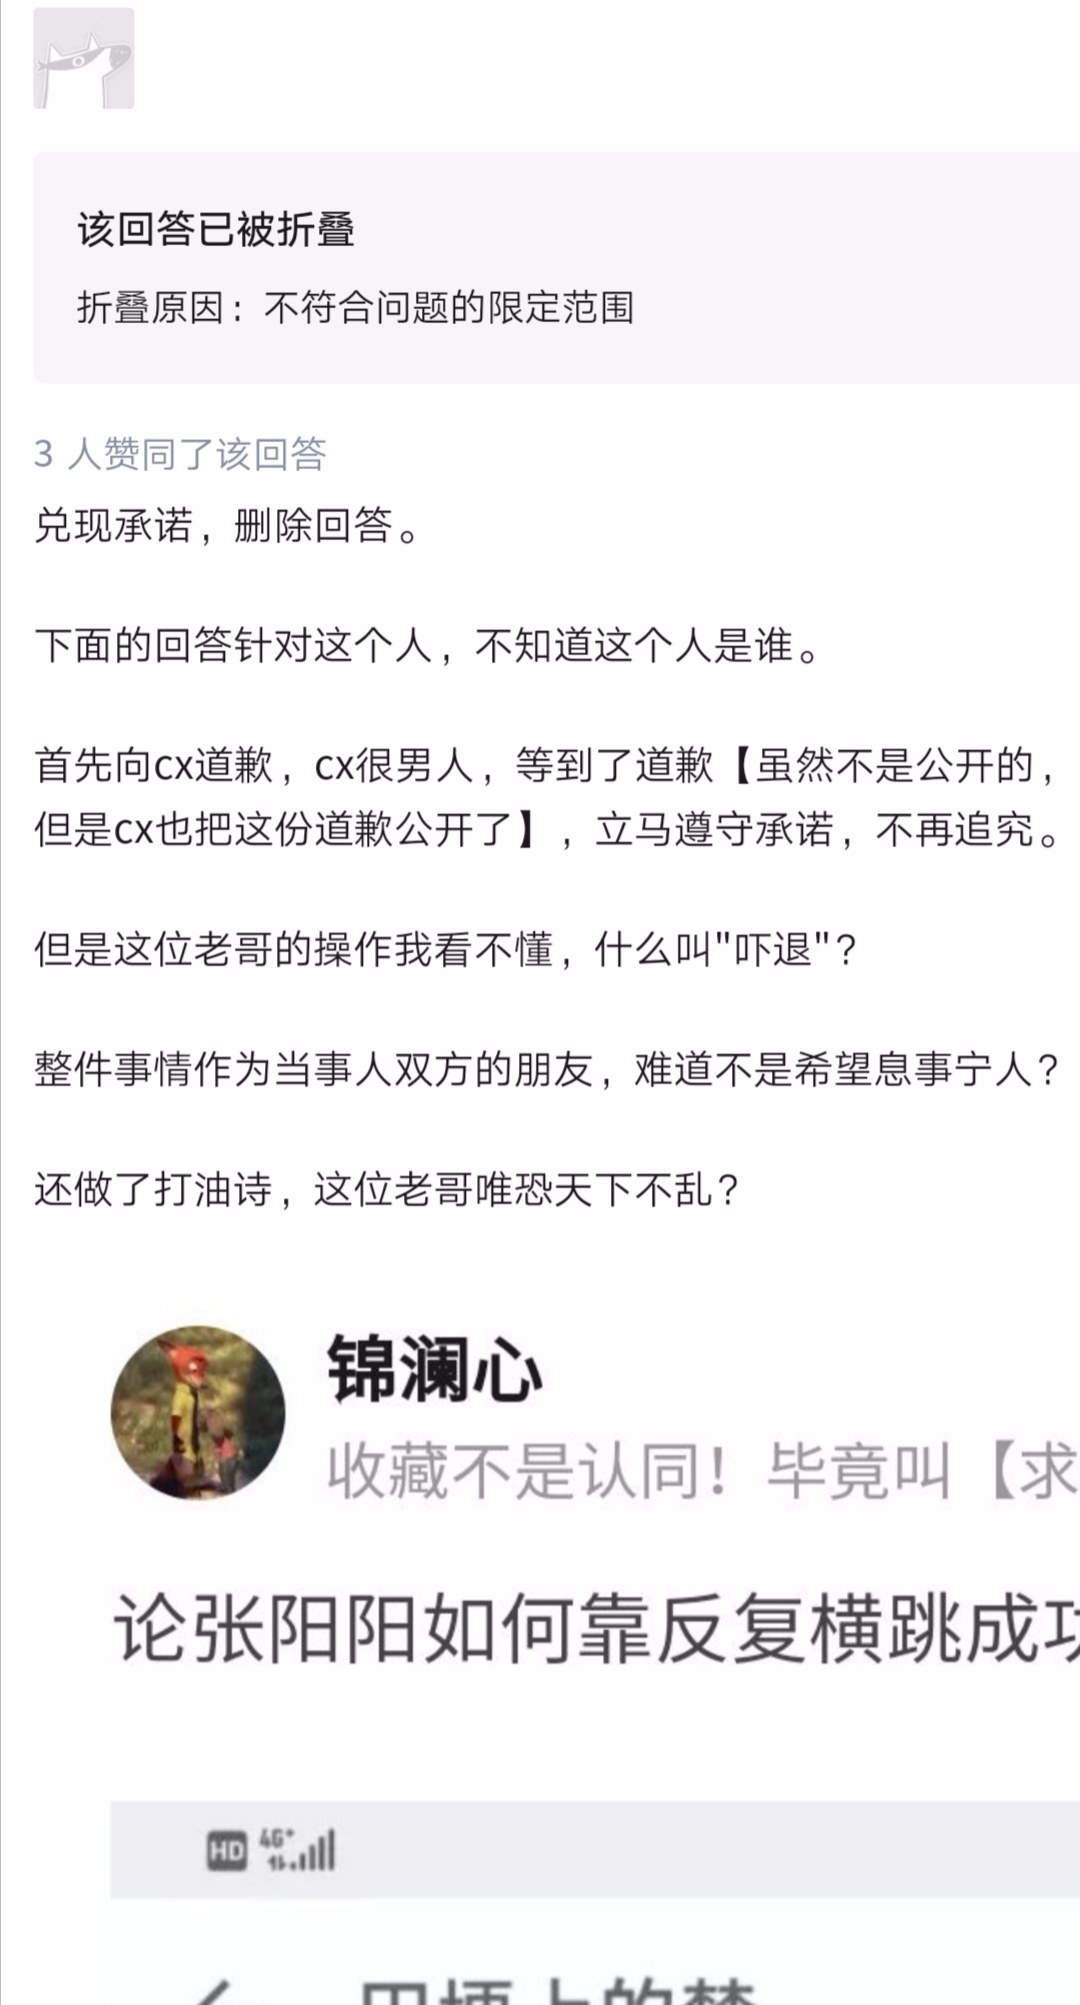 该回答已被折叠
折叠原因：不符合问题的限定范围
3 人赞同了该回答
兑现承诺，删除回答。
下面的回答针对这个人，不知道这个人是谁。
首先向cx道歉，cx很男人，等到了道歉【虽然不是公开的，
但是cx也把这份道歉公开了】，立马遵守承诺，不再追究。
但是这位老哥的操作我看不懂，什么叫"吓退"？
整件事情作为当事人双方的朋友，难道不是希望息事宁人？
还做了打油诗，这位老哥唯恐天下不乱？
锦澜心
收藏不是认同！毕竟叫【求
论张阳阳如何靠反复横跳成功
HD 4G+